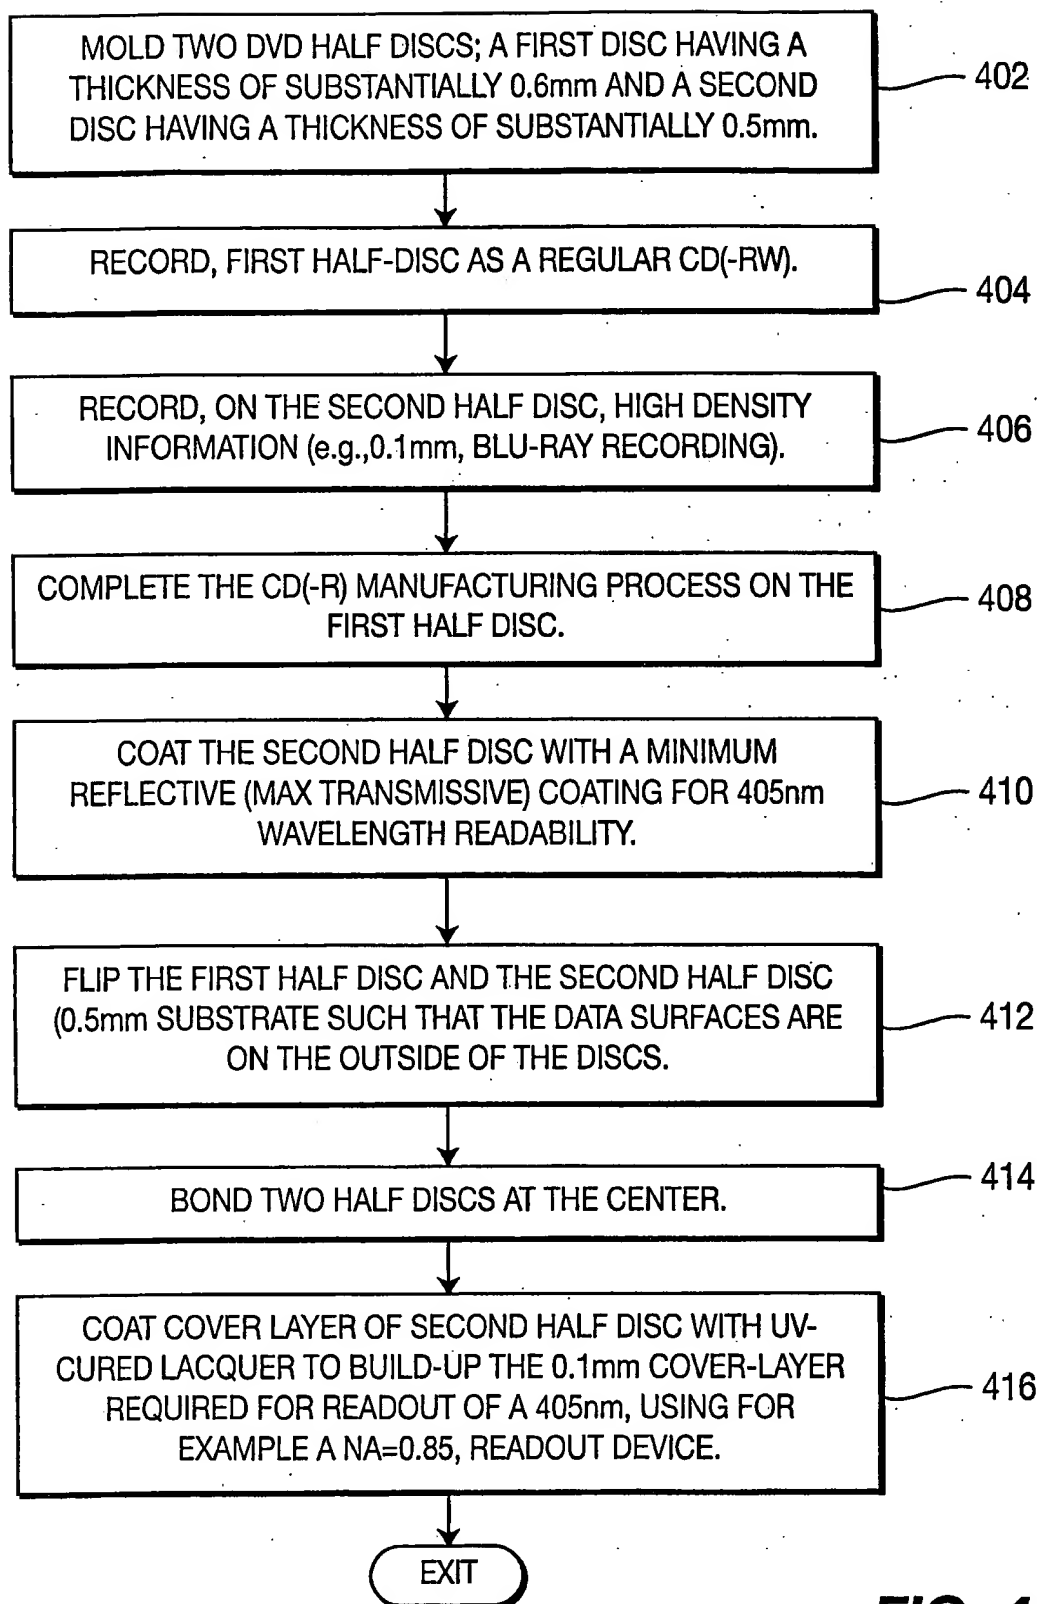 MOLD TWO DVD HALF DISCS; A FIRST DISC HAVING A
THICKNESS OF SUBSTANTIALLY 0.6mm AND A SECOND
DISC HAVING A THICKNESS OF SUBSTANTIALLY 0.5mm.
402
RECORD, FIRST HALF-DISC AS A REGULAR CD(-RW).
404
RECORD, ON THE SECOND HALF DISC, HIGH DENSITY
INFORMATION (e.g.,0.1mm, BLU-RAY RECORDING).
406
COMPLETE THE CD(-R) MANUFACTURING PROCESS ON THE
FIRST HALF DISC.
408
COAT THE SECOND HALF DISC WITH A MINIMUM
REFLECTIVE (MAX TRANSMISSIVE) COATING FOR 405nm
WAVELENGTH READABILITY.
410
FLIP THE FIRST HALF DISC AND THE SECOND HALF DISC
(0.5mm SUBSTRATE SUCH THAT THE DATA SURFACES ARE
ON THE OUTSIDE OF THE DISCS.
412
BOND TWO HALF DISCS AT THE CENTER.
414
COAT COVER LAYER OF SECOND HALF DISC WITH UV-
CURED LACQUER TO BUILD-UP THE 0.1mm COVER-LAYER
REQUIRED FOR READOUT OF A 405nm, USING FOR
EXAMPLE A NA=0.85, READOUT DEVICE.
416
EXIT